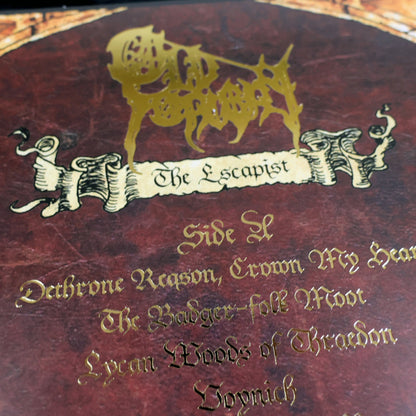 The Escapist
Side A
Dethrone Reason, Crown My Hear
The Badger-folk Moot
Lycan Woods of Thraedon
Voynich